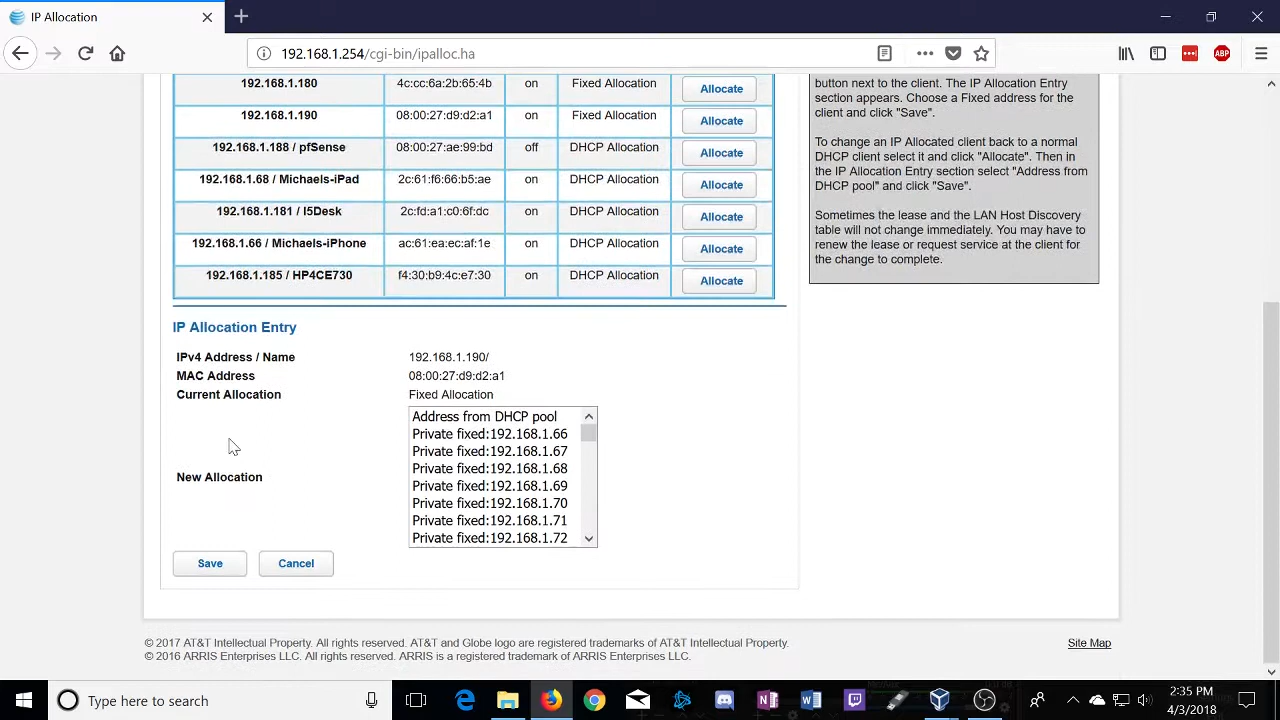 IP Allocation
192.168.1.254/cgi-bin/ipalloc.ha
ABP
192.168.1.180 4c:cc:6a:2b:65:4b on Fixed Allocation Allocate
192.168.1.190 08:00:27:d9:d2:a1 on Fixed Allocation Allocate
192.168.1.188 / pfSense 08:00:27:ae:99:bd off DHCP Allocation Allocate
192.168.1.68 / Michaels-iPad 2c:61:f6:66:b5:ae on DHCP Allocation Allocate
192.168.1.181 / I5Desk 2c:fd:a1:c0:6f:dc on DHCP Allocation Allocate
192.168.1.66 / Michaels-iPhone ac:61:ea:ec:af:1e on DHCP Allocation Allocate
192.168.1.185 / HP4CE730 f4:30:b9:4c:e7:30 on DHCP Allocation Allocate
button next to the client. The IP Allocation Entry
section appears. Choose a Fixed address for the
client and click "Save".
To change an IP Allocated client back to a normal
DHCP client select it and click "Allocate". Then in
the IP Allocation Entry section select "Address from
DHCP pool" and click "Save".
Sometimes the lease and the LAN Host Discovery
table will not change immediately. You may have to
renew the lease or request service at the client for
the change to complete.
IP Allocation Entry
IPv4 Address / Name 192.168.1.190/
MAC Address 08:00:27:d9:d2:a1
Current Allocation Fixed Allocation
New Allocation
Address from DHCP pool
Private fixed:192.168.1.66
Private fixed:192.168.1.67
Private fixed:192.168.1.68
Private fixed:192.168.1.69
Private fixed:192.168.1.70
Private fixed:192.168.1.71
Private fixed:192.168.1.72
Save Cancel
© 2017 AT&T Intellectual Property. All rights reserved. AT&T and Globe logo are registered trademarks of AT&T Intellectual Property.
© 2016 ARRIS Enterprises LLC. All rights reserved. ARRIS is a registered trademark of ARRIS Enterprises LLC.
Site Map
Type here to search
2:35 PM
4/3/2018